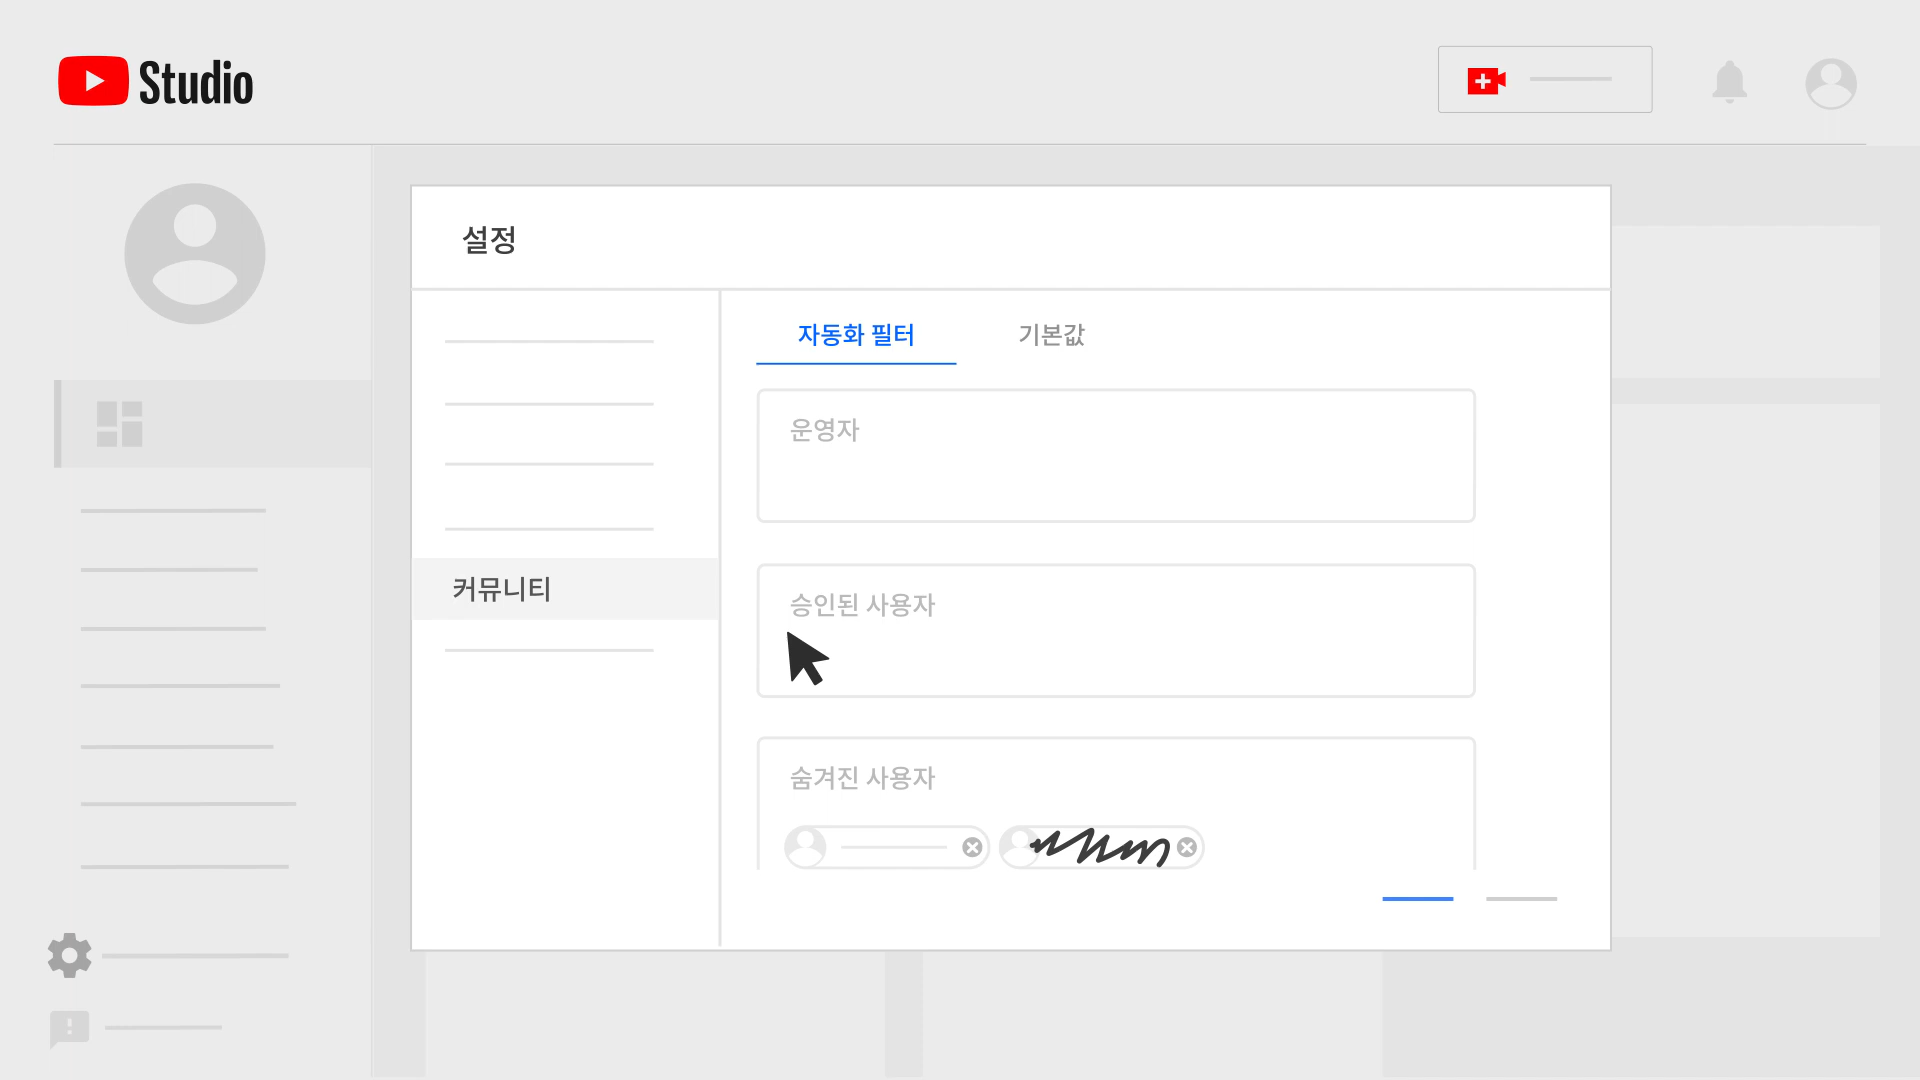 Studio
설정
자동화 필터
기본값
운영자
커뮤니티
승인된 사용자
숨겨진 사용자